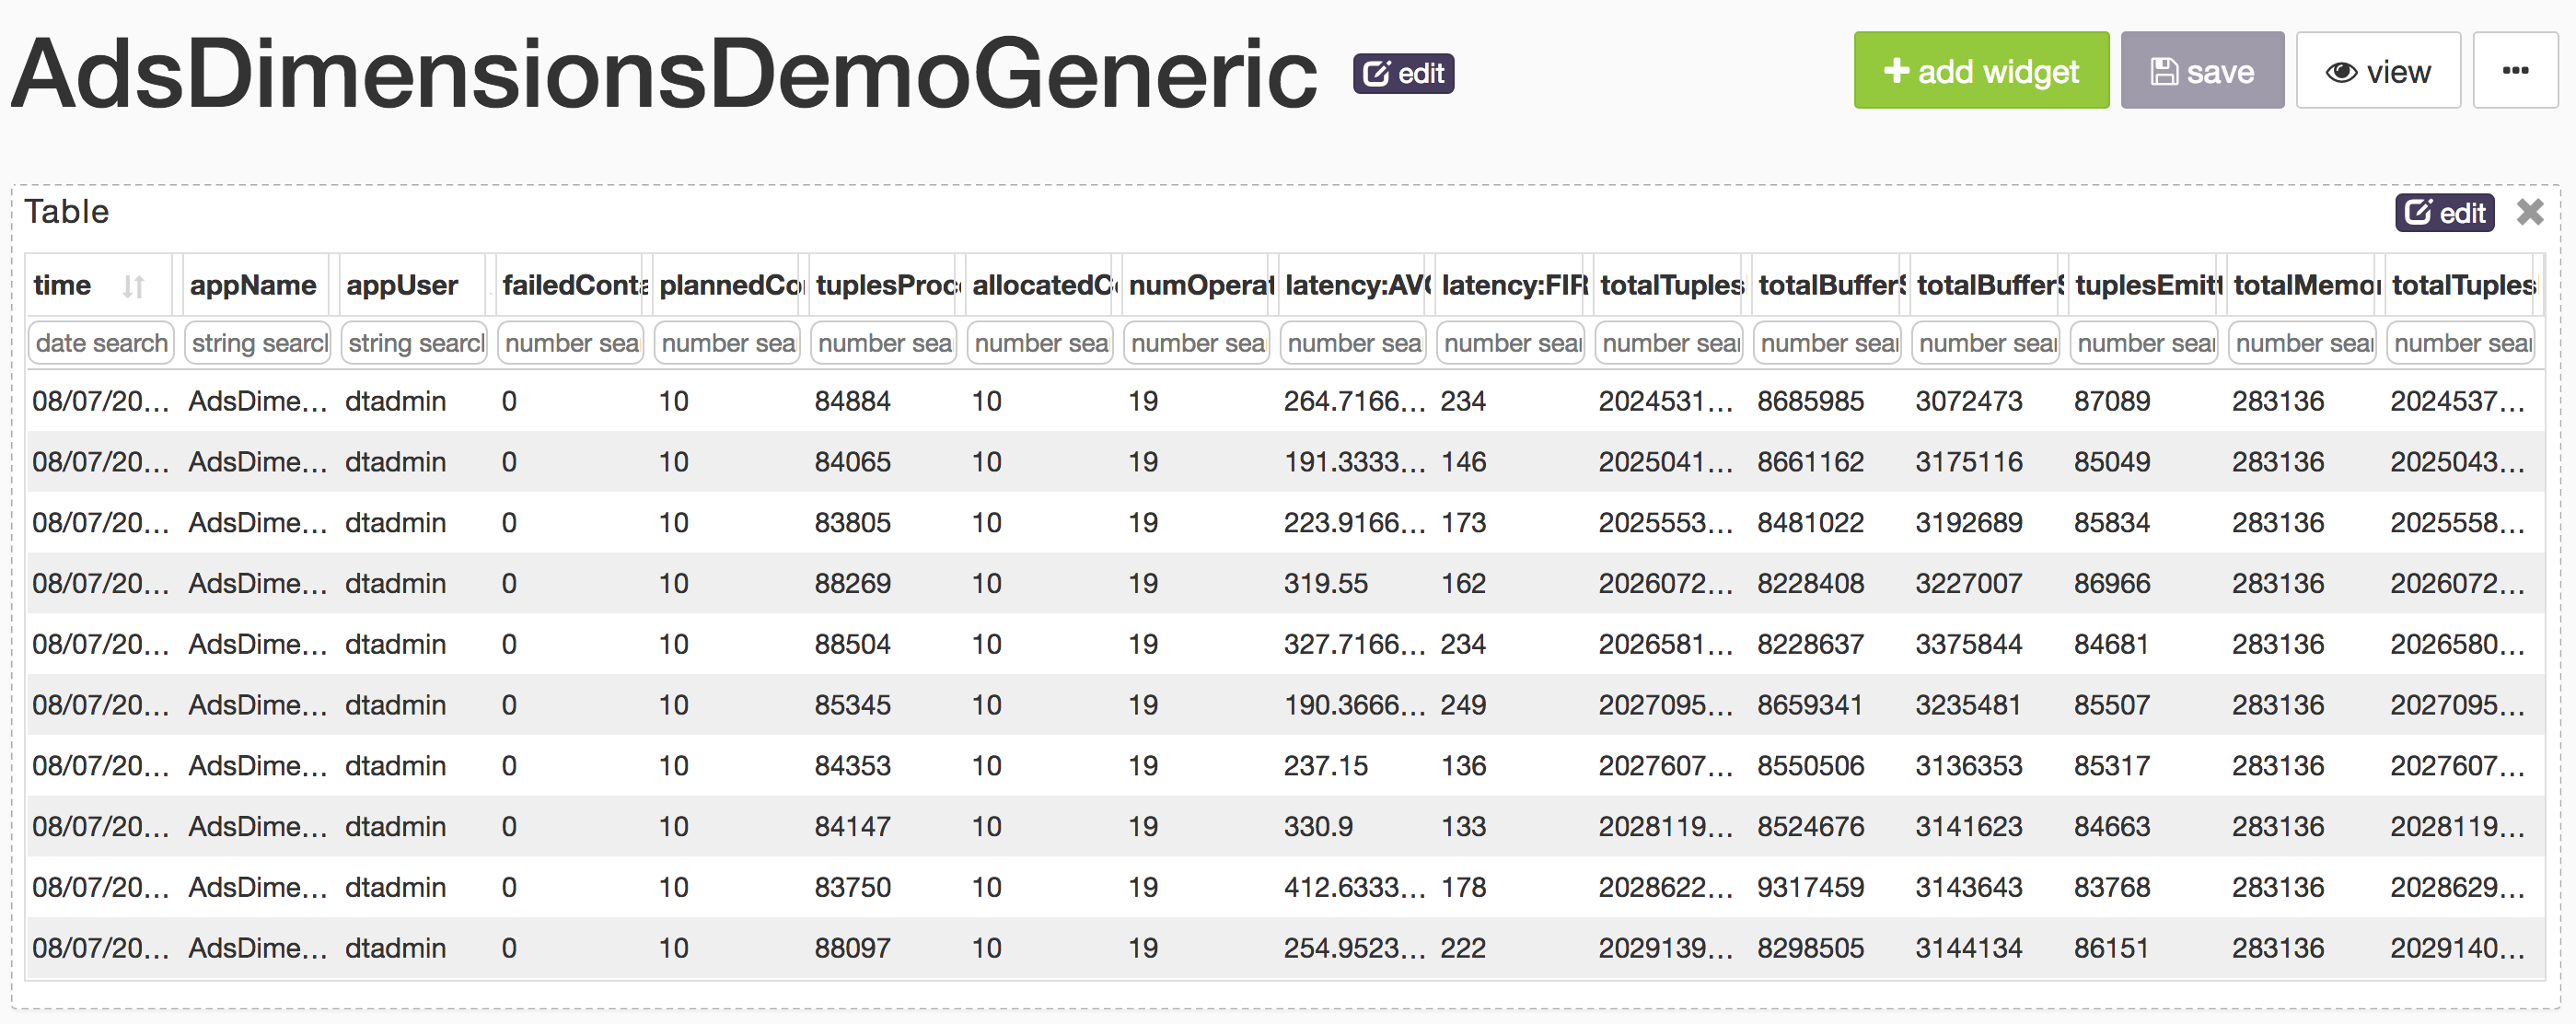 AdsDimensionsDemoGeneric edit add widget save view ...
Table edit
time appName appUser failedConta plannedCo tuplesProc allocatedC numOperat latency:AV latency:FIR totalTuples totalBufferS totalBufferS tuplesEmitt totalMemo totalTuples
date search string searcl string searcl number sea number sea number sea number sea number sea number sea number sea number sea number sea number sea number sea number sea number sea
08/07/20... AdsDime... dtadmin 0 10 84884 10 19 264.7166... 234 2024531... 8685985 3072473 87089 283136 2024537...
08/07/20... AdsDime... dtadmin 0 10 84065 10 19 191.3333... 146 2025041... 8661162 3175116 85049 283136 2025043...
08/07/20... AdsDime... dtadmin 0 10 83805 10 19 223.9166... 173 2025553... 8481022 3192689 85834 283136 2025558...
08/07/20... AdsDime... dtadmin 0 10 88269 10 19 319.55 162 2026072... 8228408 3227007 86966 283136 2026072...
08/07/20... AdsDime... dtadmin 0 10 88504 10 19 327.7166... 234 2026581... 8228637 3375844 84681 283136 2026580...
08/07/20... AdsDime... dtadmin 0 10 85345 10 19 190.3666... 249 2027095... 8659341 3235481 85507 283136 2027095...
08/07/20... AdsDime... dtadmin 0 10 84353 10 19 237.15 136 2027607... 8550506 3136353 85317 283136 2027607...
08/07/20... AdsDime... dtadmin 0 10 84147 10 19 330.9 133 2028119... 8524676 3141623 84663 283136 2028119...
08/07/20... AdsDime... dtadmin 0 10 83750 10 19 412.6333... 178 2028622... 9317459 3143643 83768 283136 2028629...
08/07/20... AdsDime... dtadmin 0 10 88097 10 19 254.9523... 222 2029139... 8298505 3144134 86151 283136 2029140...